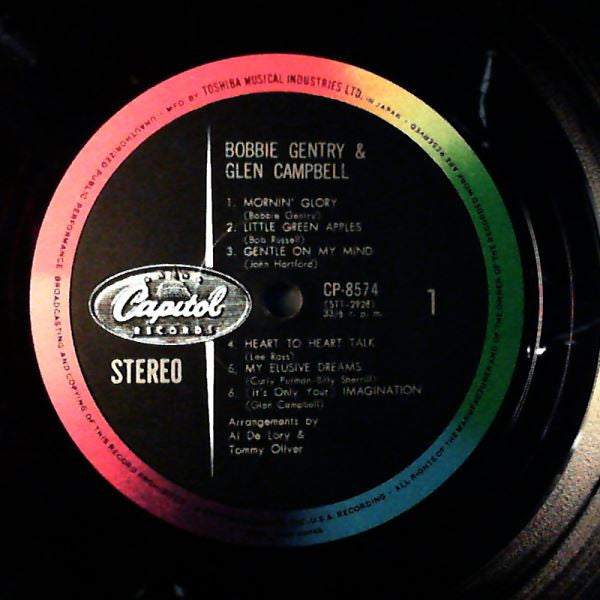 UNAUTHORIZED PUBLIC PERFORMANCE BROADCASTING AND COPYING OF THIS RECORD PROHIBITED
MFD BY TOSHIBA MUSICAL INDUSTRIES LTD. IN JAPAN
ALL RIGHTS OF THE MANUFACTURER AND OF THE OWNER OF THE RECORDED WORK ARE RESERVED
U.S.A. RECORDING
BOBBIE GENTRY &
GLEN CAMPBELL
1. MORNIN' GLORY
(Bobbie Gentry)
2. LITTLE GREEN APPLES
(Bob Russell)
3. GENTLE ON MY MIND
(John Hartford)
Capitol
RECORDS
CP-8574
(ST1-2928)
33⅓ r. p. m.
1
STEREO
4. HEART TO HEART TALK
(Lee Ross)
5. MY ELUSIVE DREAMS
(Curly Putman-Billy Sherrill)
6. (it's Only Your) IMAGINATION
(Glen Campbell)
Arrangements by
Al De Lory &
Tommy Oliver